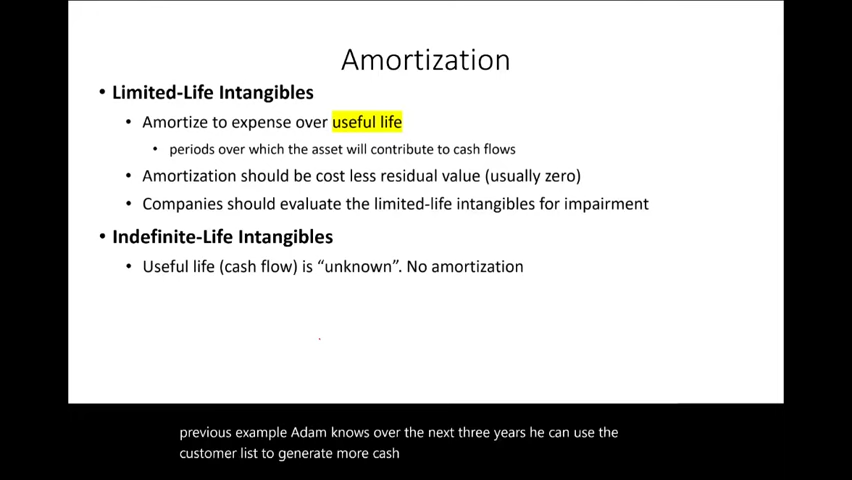 Amortization
• Limited-Life Intangibles
• Amortize to expense over useful life
• periods over which the asset will contribute to cash flows
• Amortization should be cost less residual value (usually zero)
• Companies should evaluate the limited-life intangibles for impairment
• Indefinite-Life Intangibles
• Useful life (cash flow) is “unknown”. No amortization
previous example Adam knows over the next three years he can use the
customer list to generate more cash